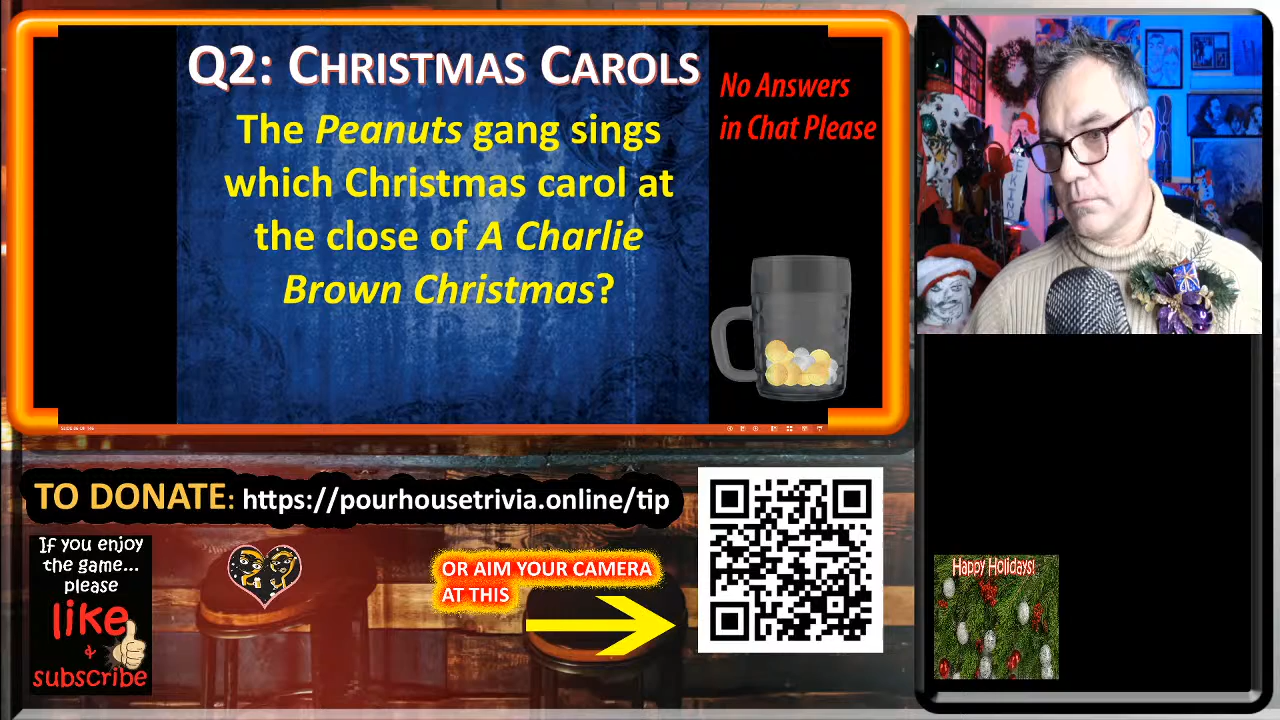 Q2: CHRISTMAS CAROLS
The Peanuts gang sings
which Christmas carol at
the close of A Charlie
Brown Christmas?
No Answers
in Chat Please
TO DONATE: https://pourhousetrivia.online/tip
If you enjoy
the game...
please
like
&
subscribe
OR AIM YOUR CAMERA
AT THIS
Happy Holidays!